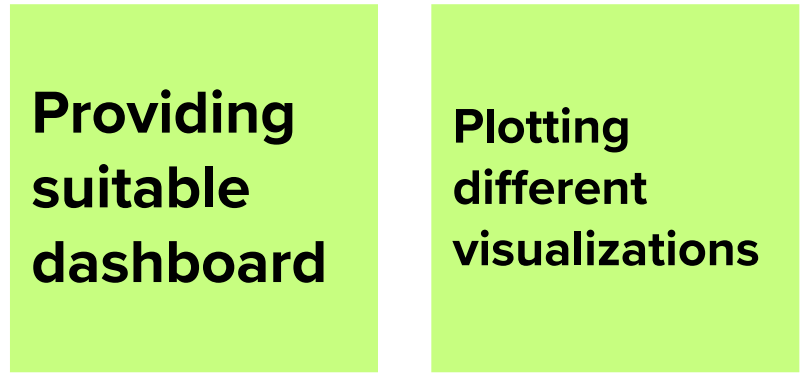 Providing
suitable
dashboard
Plotting
different
visualizations